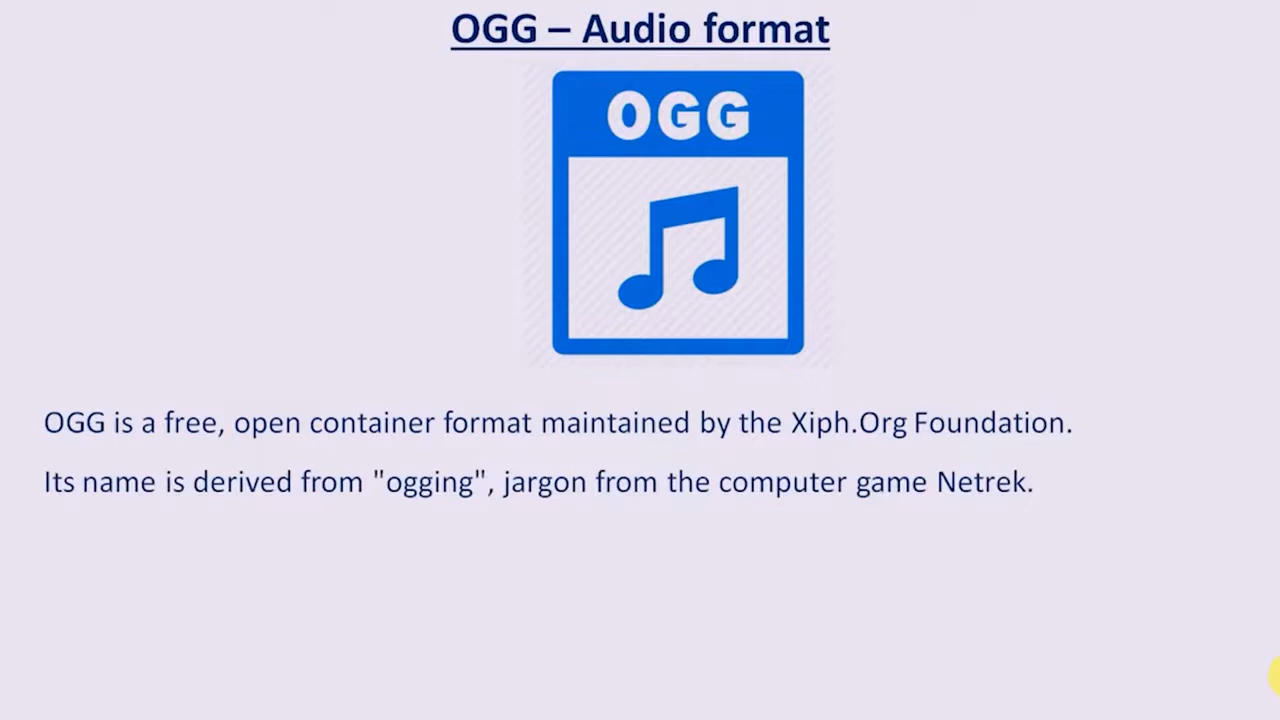 OGG – Audio format
OGG
OGG is a free, open container format maintained by the Xiph.Org Foundation.
Its name is derived from "ogging", jargon from the computer game Netrek.